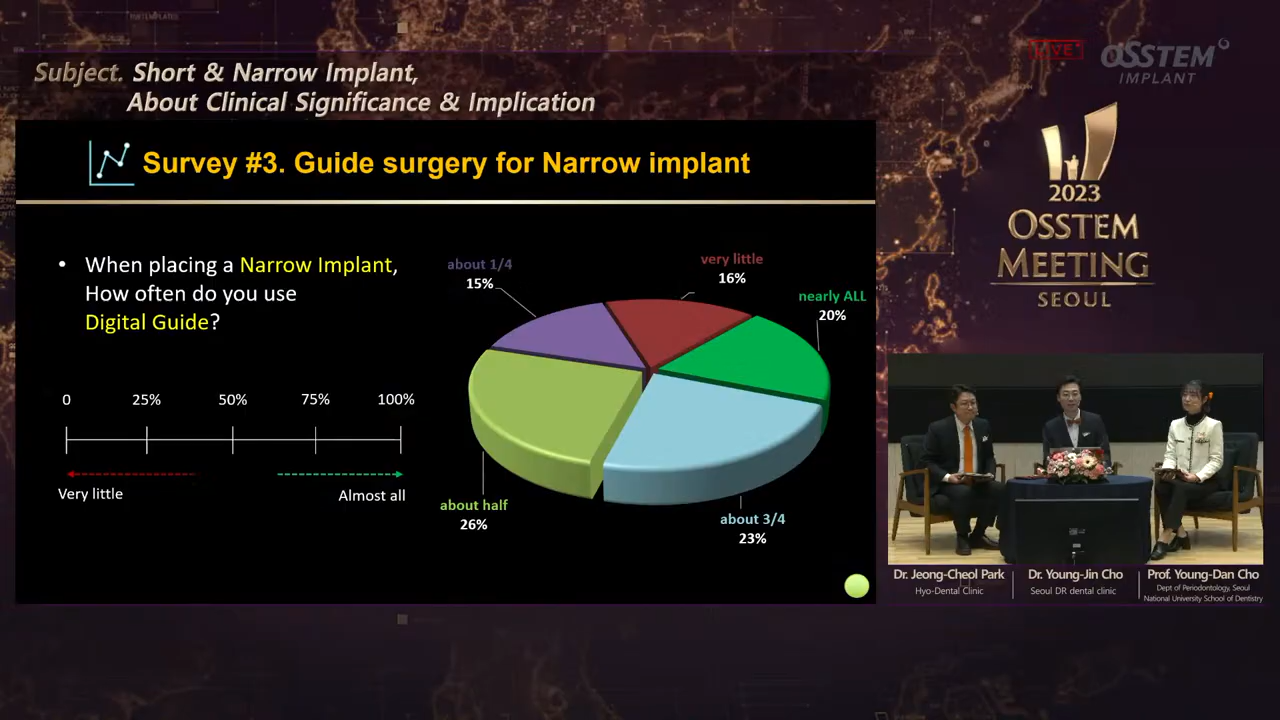 Subject. Short & Narrow Implant,
About Clinical Significance & Implication
LIVE
OSSTEM
IMPLANT
2023
OSSTEM
MEETING
SEOUL
Survey #3. Guide surgery for Narrow implant
• When placing a Narrow Implant,
How often do you use
Digital Guide?
0 25% 50% 75% 100%
Very little Almost all
about 1/4
15%
very little
16%
nearly ALL
20%
about half
26%
about 3/4
23%
Dr. Jeong-Cheol Park
Hyo-Dental Clinic
Dr. Young-Jin Cho
Seoul DR dental clinic
Prof. Young-Dan Cho
Dept of Periodontology, Seoul
National University School of Dentistry